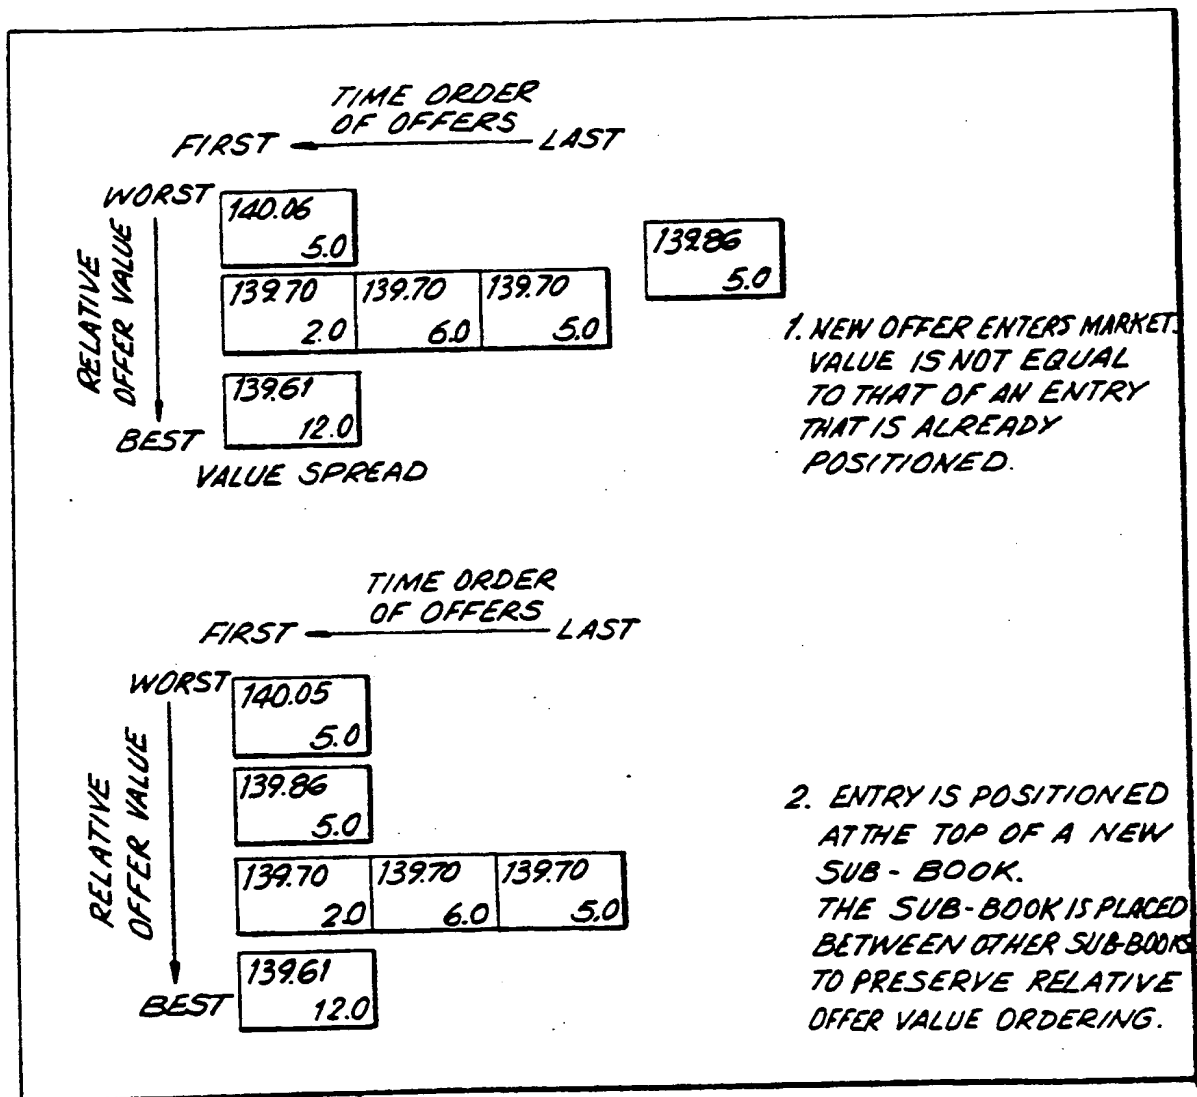 TIME ORDER
OF OFFERS
FIRST LAST
WORST
RELATIVE
OFFER VALUE
BEST
140.06
5.0
139.70 139.70 139.70
2.0 6.0 5.0
139.61
12.0
VALUE SPREAD
139.86
5.0
1. NEW OFFER ENTERS MARKET.
VALUE IS NOT EQUAL
TO THAT OF AN ENTRY
THAT IS ALREADY
POSITIONED.
TIME ORDER
OF OFFERS
FIRST LAST
WORST
RELATIVE
OFFER VALUE
BEST
140.05
5.0
139.86
5.0
139.70 139.70 139.70
2.0 6.0 5.0
139.61
12.0
2. ENTRY IS POSITIONED
AT THE TOP OF A NEW
SUB-BOOK.
THE SUB-BOOK IS PLACED
BETWEEN OTHER SUB-BOOKS
TO PRESERVE RELATIVE
OFFER VALUE ORDERING.